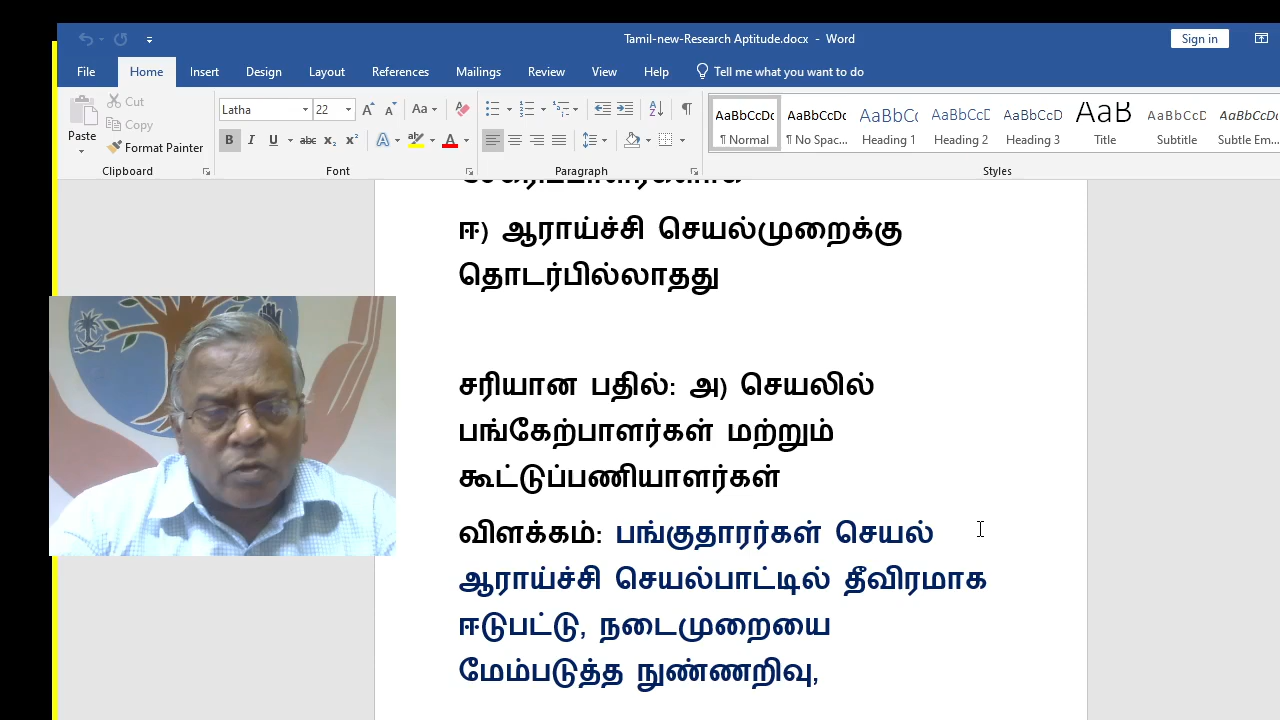 Tamil-new-Research Aptitude.docx - Word
Sign in
File Home Insert Design Layout References Mailings Review View Help Tell me what you want to do
Paste
Cut
Copy
Format Painter
Clipboard
Latha 22
Font
Paragraph
AaBbCcDc AaBbCcDc AaBbCc AaBbCcD AaBbCcD AaB AaBbCcD AaBbCcD
¶ Normal ¶ No Spac... Heading 1 Heading 2 Heading 3 Title Subtitle Subtle Em...
Styles
ஈ) ஆராய்ச்சி செயல்முறைக்கு
தொடர்பில்லாதது
சரியான பதில்: அ) செயலில்
பங்கேற்பாளர்கள் மற்றும்
கூட்டுப்பணியாளர்கள்
விளக்கம்: பங்குதாரர்கள் செயல்
ஆராய்ச்சி செயல்பாட்டில் தீவிரமாக
ஈடுபட்டு, நடைமுறையை
மேம்படுத்த நுண்ணறிவு,